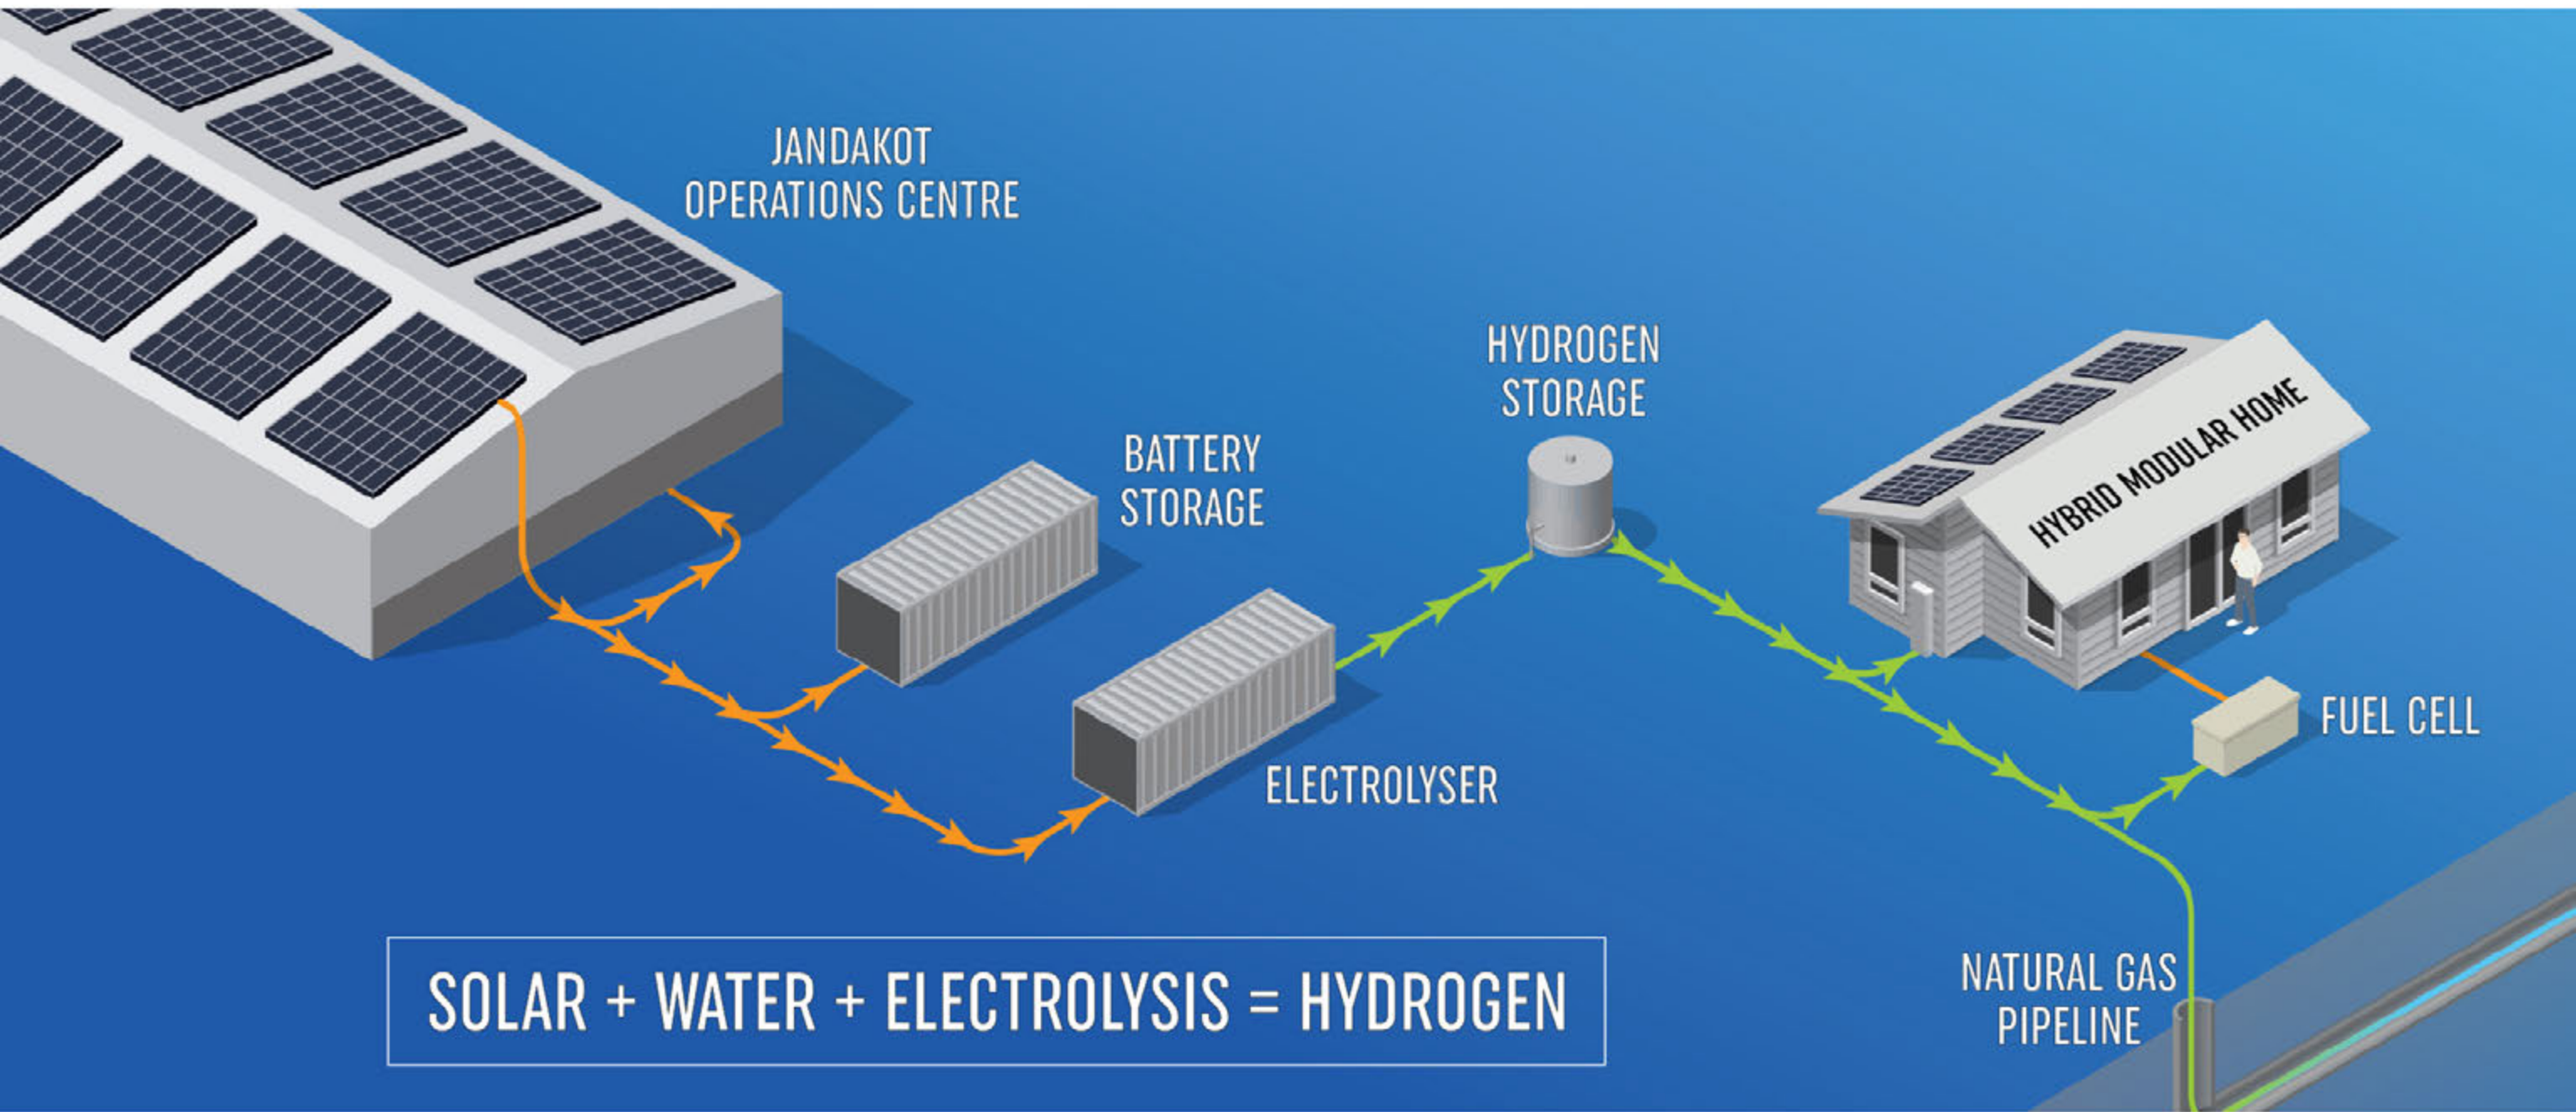 JANDAKOT
OPERATIONS CENTRE
BATTERY
STORAGE
ELECTROLYSER
HYDROGEN
STORAGE
HYBRID MODULAR HOME
FUEL CELL
NATURAL GAS
PIPELINE
SOLAR + WATER + ELECTROLYSIS = HYDROGEN